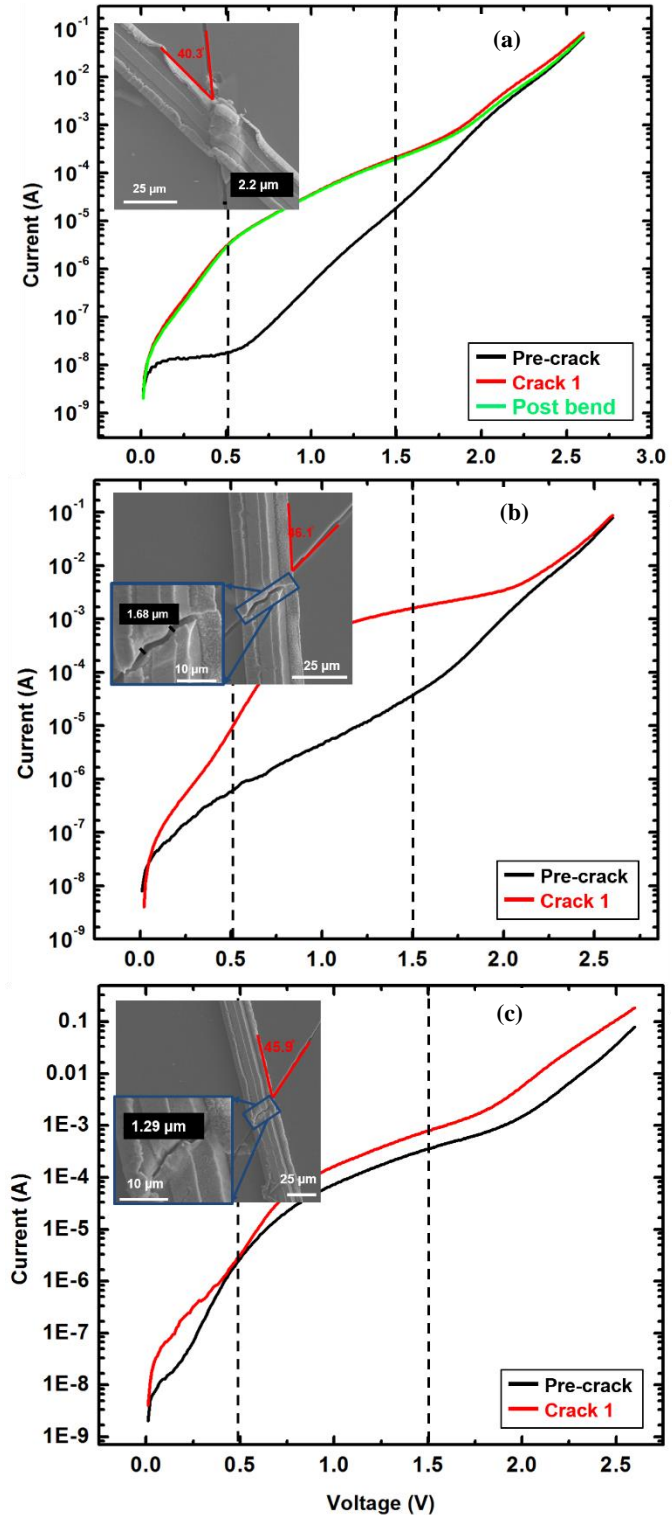 10⁻¹
10⁻²
10⁻³
10⁻⁴
10⁻⁵
10⁻⁶
10⁻⁷
10⁻⁸
10⁻⁹
Current (A)
(a)
40.3°
2.2 µm
25 µm
Pre-crack
Crack 1
Post bend
0.0 0.5 1.0 1.5 2.0 2.5 3.0
10⁻¹
10⁻²
10⁻³
10⁻⁴
10⁻⁵
10⁻⁶
10⁻⁷
10⁻⁸
10⁻⁹
Current (A)
(b)
1.68 µm
10 µm
25 µm
Pre-crack
Crack 1
0.0 0.5 1.0 1.5 2.0 2.5
0.1
0.01
1E-3
1E-4
1E-5
1E-6
1E-7
1E-8
1E-9
Current (A)
(c)
45.9°
1.29 µm
10 µm
25 µm
Pre-crack
Crack 1
0.0 0.5 1.0 1.5 2.0 2.5
Voltage (V)